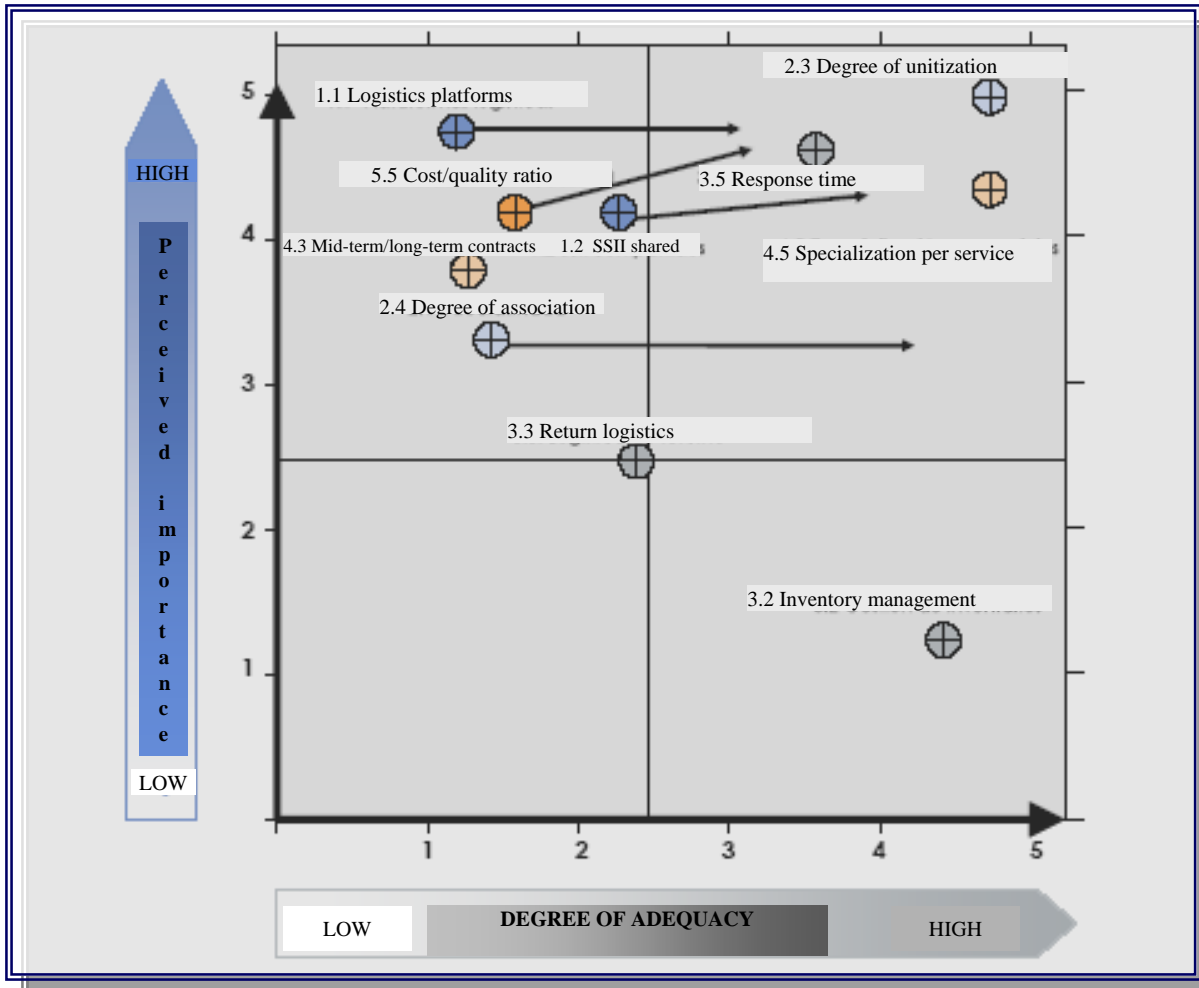 2.3 Degree of unitization
1.1 Logistics platforms
5
HIGH
5.5 Cost/quality ratio
3.5 Response time
4
4.3 Mid-term/long-term contracts
1.2 SSII shared
4.5 Specialization per service
2.4 Degree of association
3
3.3 Return logistics
2
3.2 Inventory management
1
Perceived importance
LOW
1 2 3 4 5
LOW
DEGREE OF ADEQUACY
HIGH